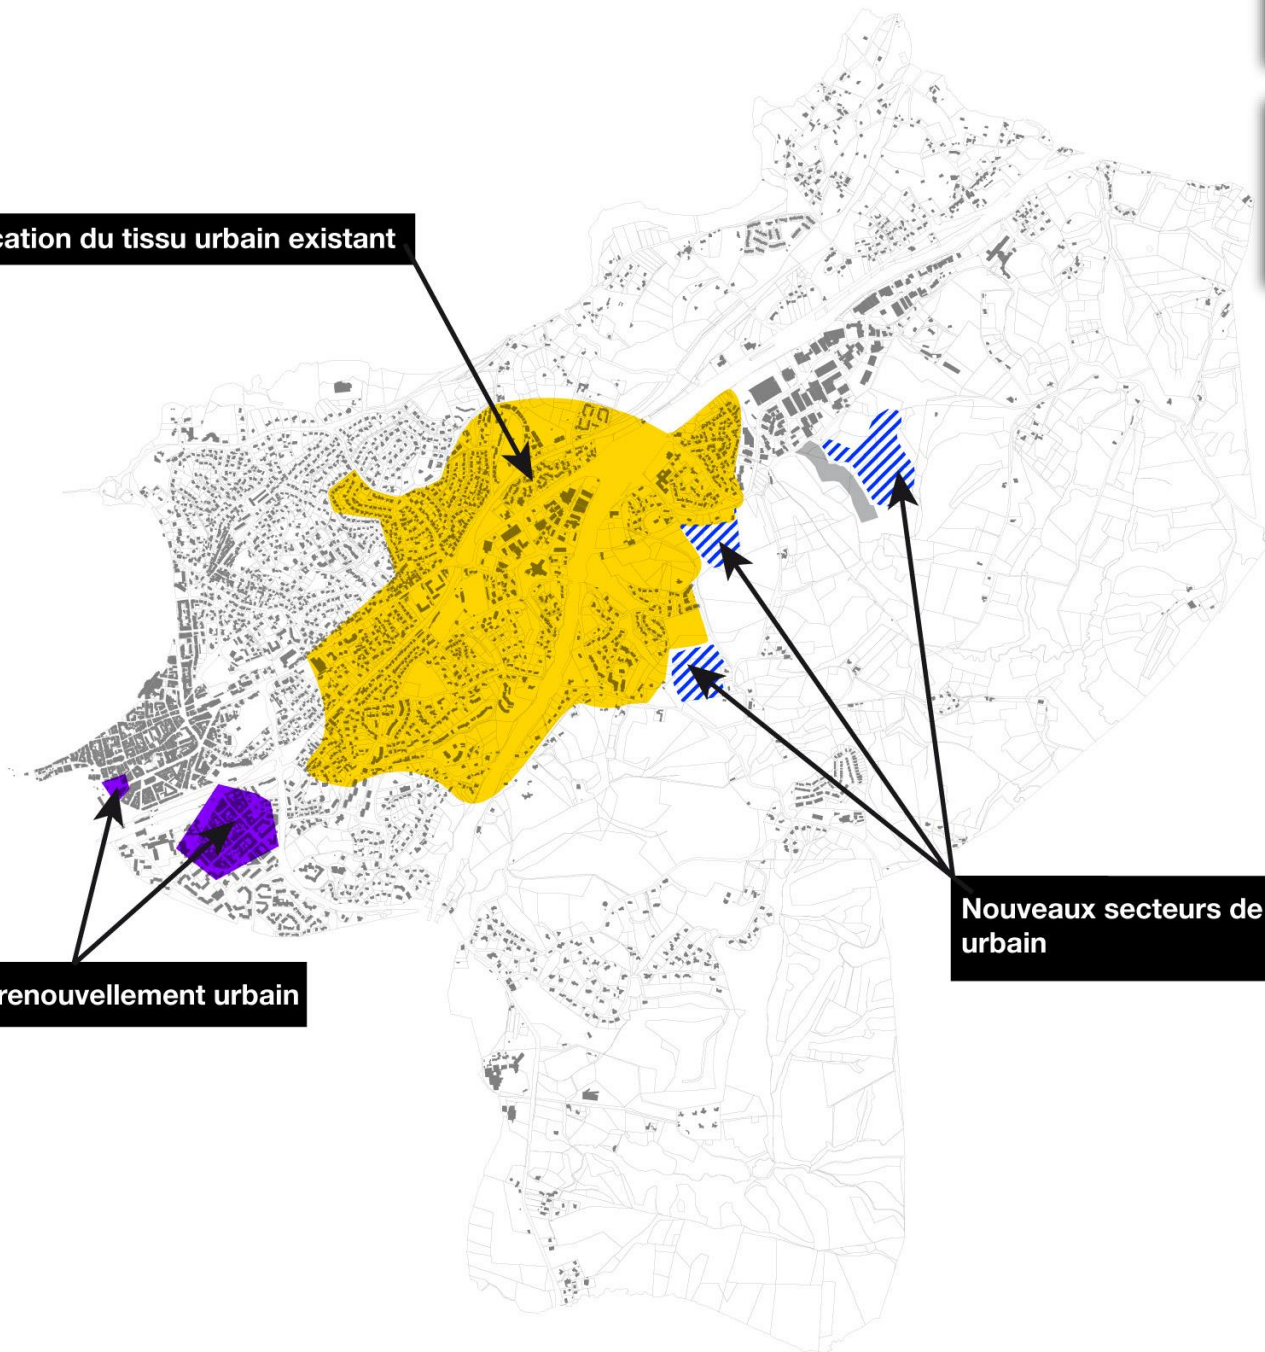 cation du tissu urbain existant
Nouveaux secteurs de
urbain
renouvellement urbain